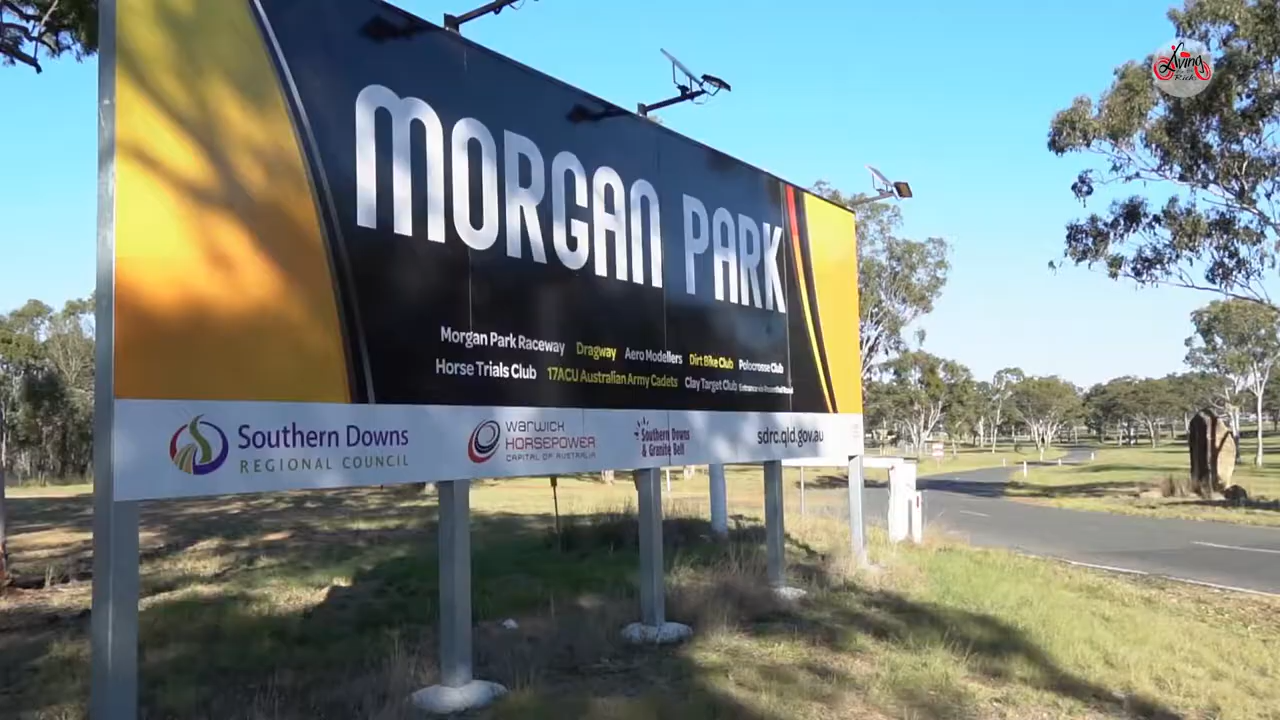 MORGAN PARK
Morgan Park Raceway Dragway Aero Modellers Dirt Bike Club Polocrosse Club
Horse Trials Club 17ACU Australian Army Cadets Clay Target Club
Southern Downs
REGIONAL COUNCIL
WARWICK
HORSEPOWER
CAPITAL OF AUSTRALIA
Southern Downs
& Granite Belt
sdrc.qld.gov.au
Living
Rich